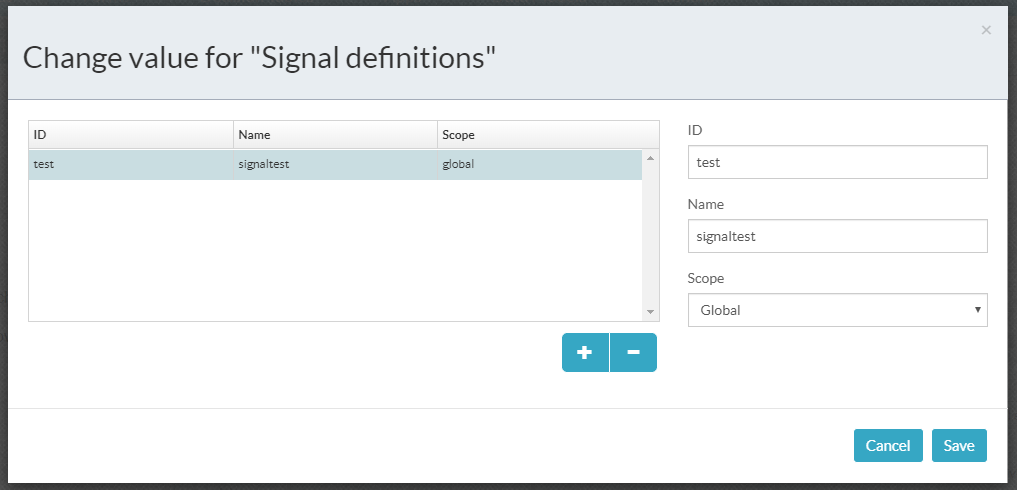 Change value for "Signal definitions"
×
ID Name Scope
test signaltest global
ID
test
Name
signaltest
Scope
Global
Cancel Save